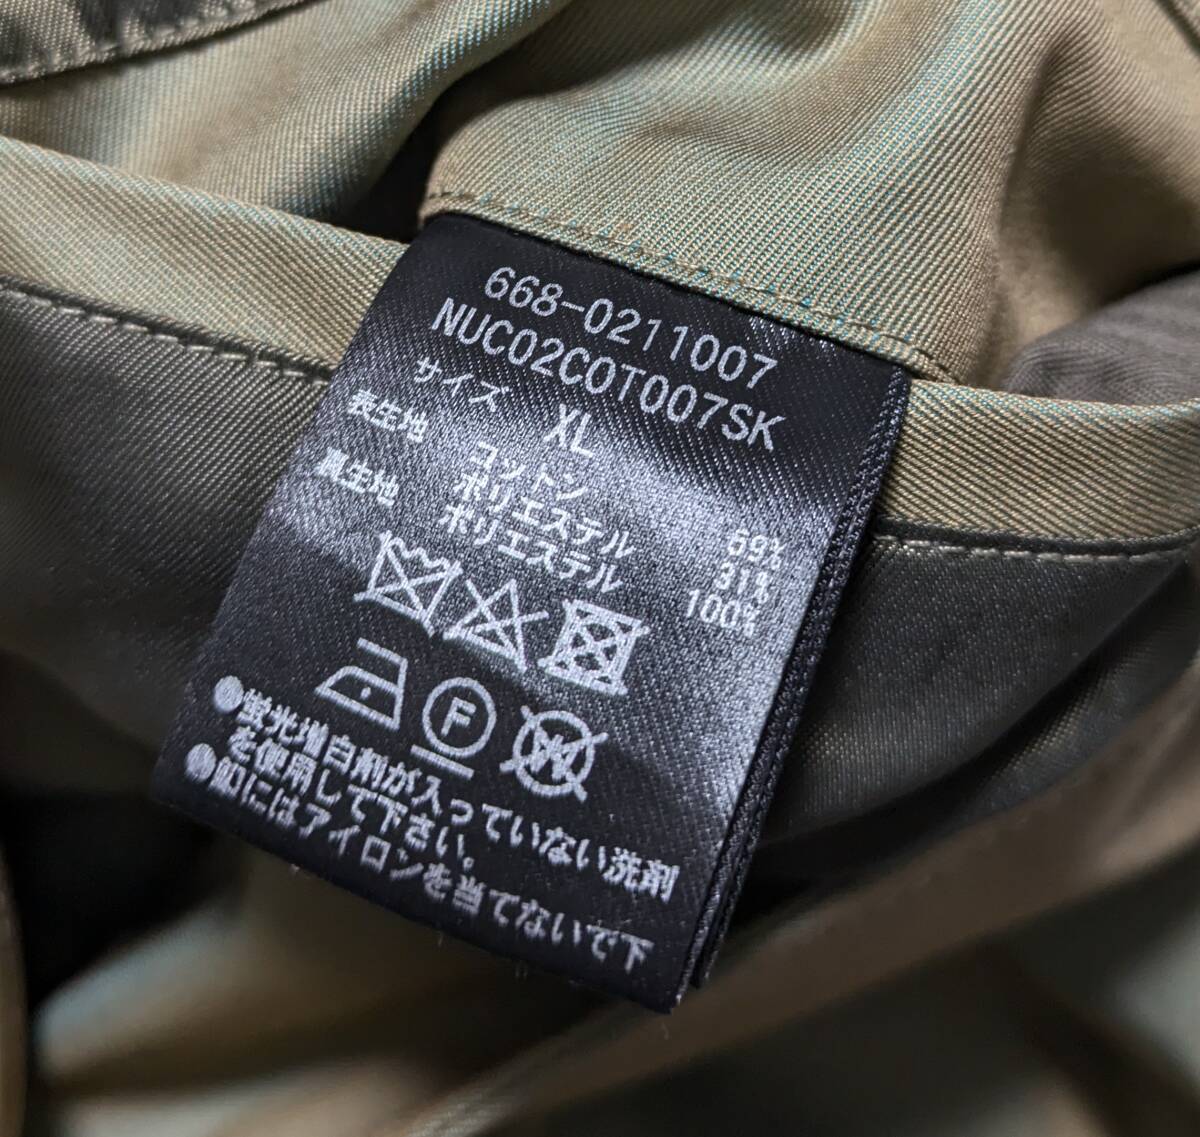 668-0211007
NUC02COT007SK
サイズ XL
表生地 コットン 69%
ポリエステル 31%
裏生地 ポリエステル 100%
F
W
●蛍光増白剤が入っていない洗剤
を使用して下さい。
●釦にはアイロンを当てないで下